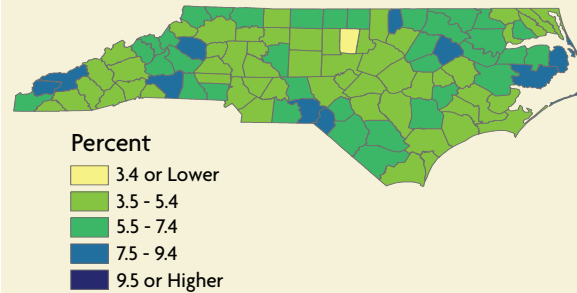 Percent
3.4 or Lower
3.5 - 5.4
5.5 - 7.4
7.5 - 9.4
9.5 or Higher